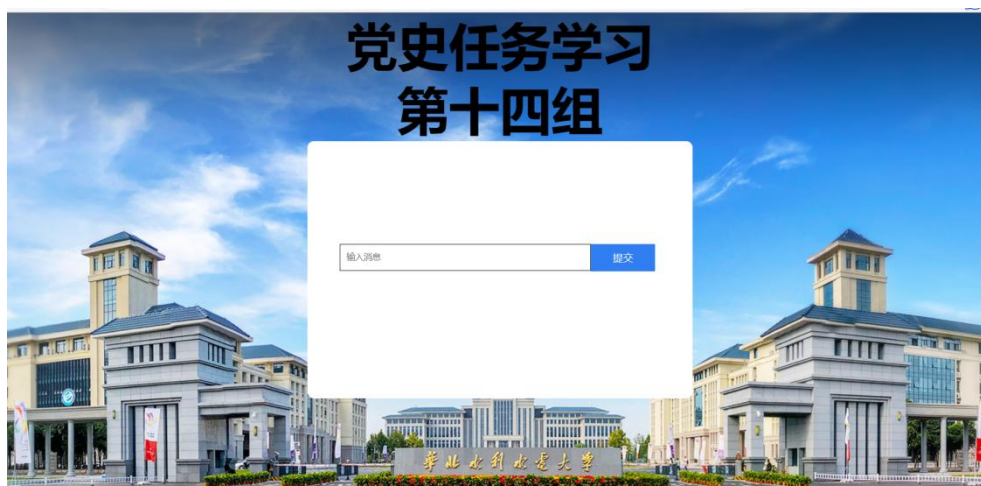 党史任务学习
第十四组
输入消息
提交
华北水利水电大学